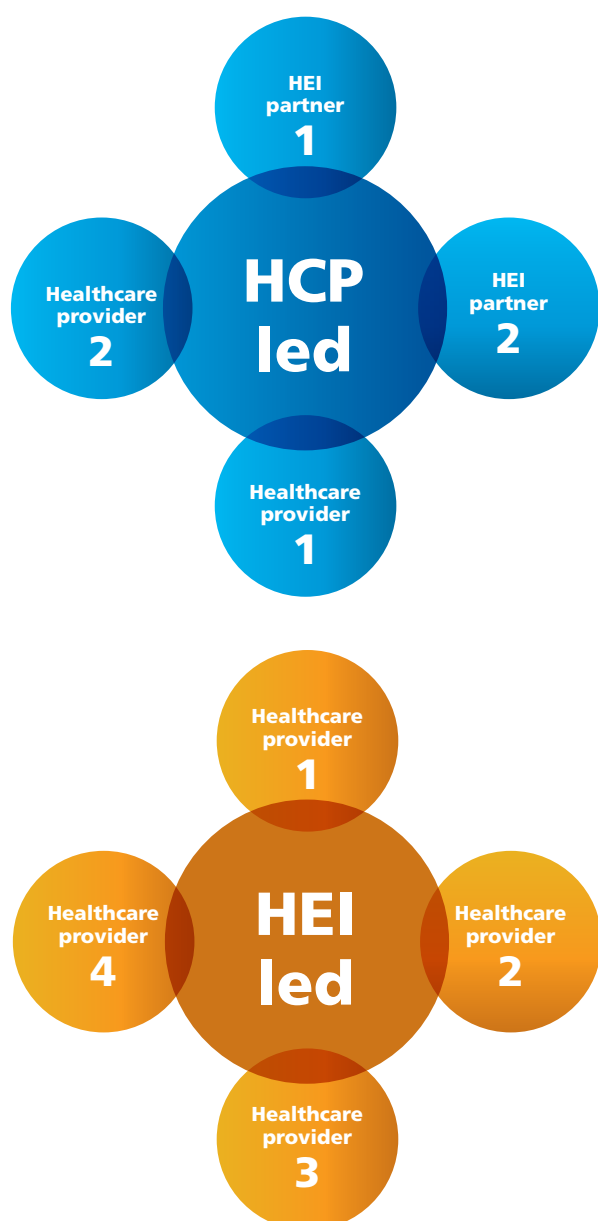 HEI
partner
1
Healthcare
provider
2
HCP
led
HEI
partner
2
Healthcare
provider
1
Healthcare
provider
1
Healthcare
provider
4
HEI
led
Healthcare
provider
2
Healthcare
provider
3